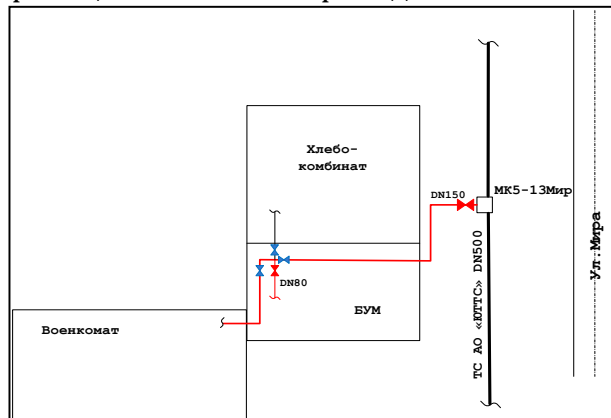 Хлебо-
комбинат
DN150
МК5-13Мир
Ул.Мира
DN80
БУМ
ТС АО «ЮТТС» DN500
Военкомат